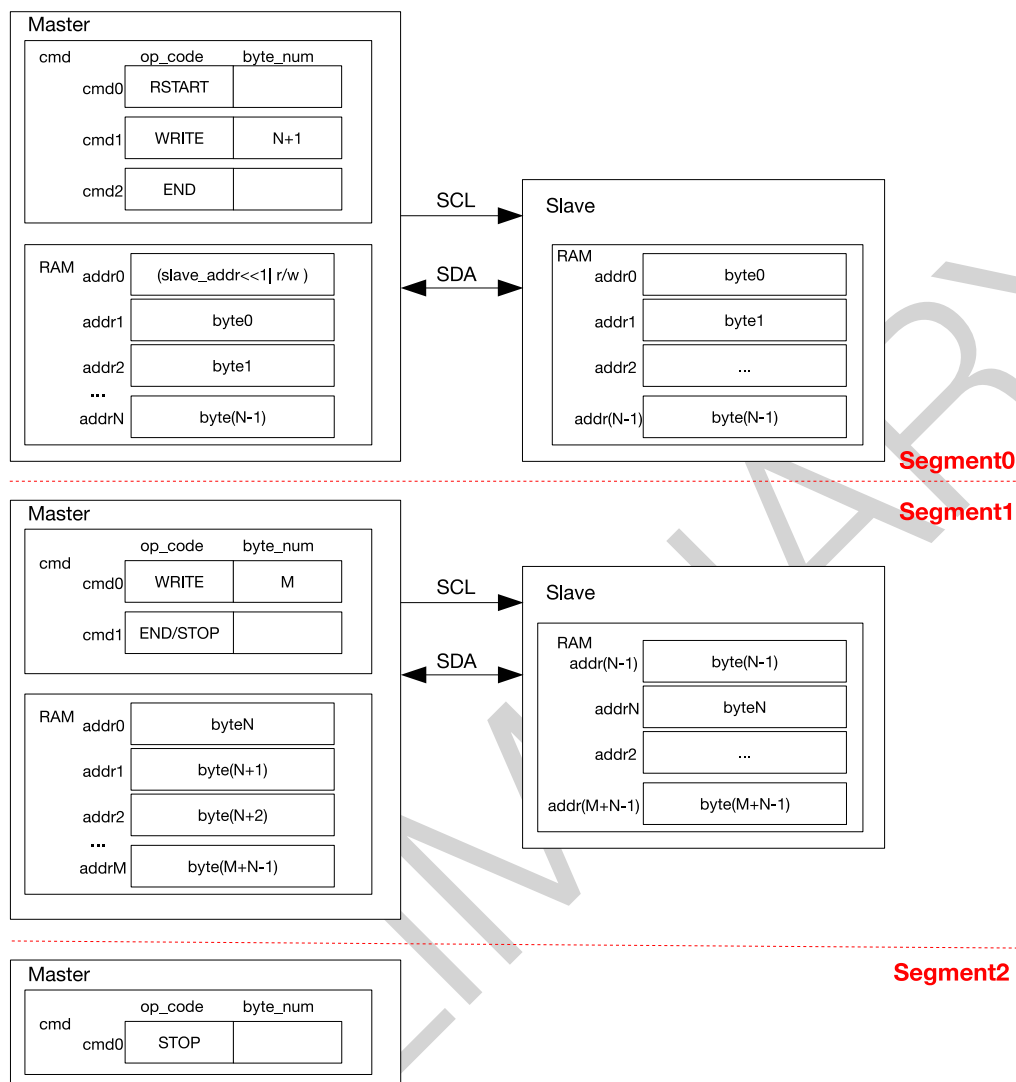 Master
cmd op_code byte_num
cmd0 RSTART
cmd1 WRITE N+1
cmd2 END
RAM addr0 (slave_addr<<1| r/w )
addr1 byte0
addr2 byte1
...
addrN byte(N-1)
SCL
SDA
Slave
RAM
addr0 byte0
addr1 byte1
addr2 ...
addr(N-1) byte(N-1)
Segment0
Segment1
Master
op_code byte_num
cmd
cmd0 WRITE M
cmd1 END/STOP
RAM addr0 byteN
addr1 byte(N+1)
addr2 byte(N+2)
...
addrM byte(M+N-1)
SCL
SDA
Slave
RAM
addr(N-1) byte(N-1)
addrN byteN
addr2 ...
addr(M+N-1) byte(M+N-1)
Segment2
Master
op_code byte_num
cmd
cmd0 STOP